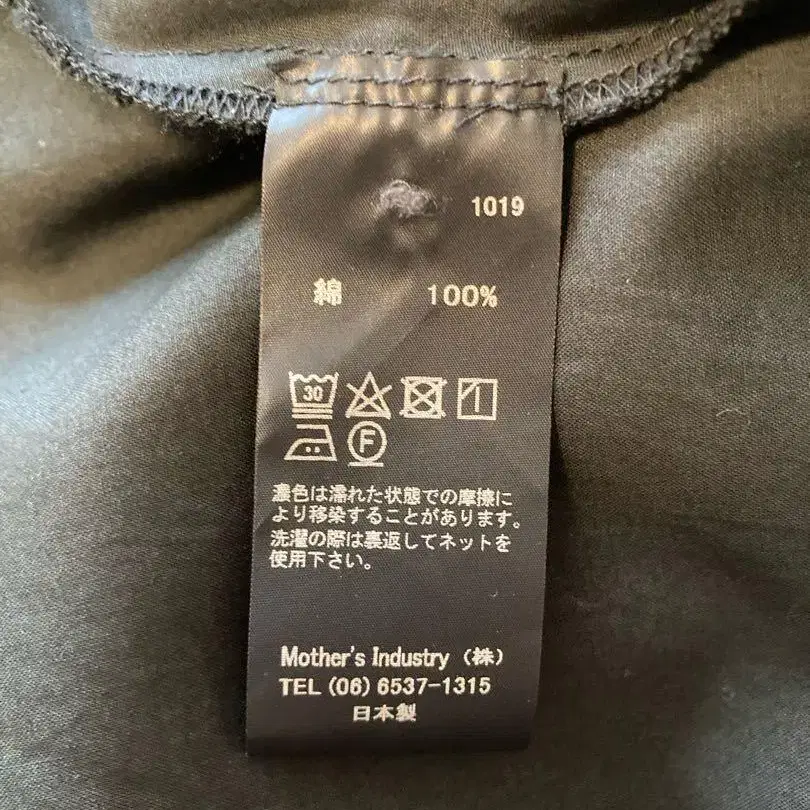 1019
綿 100%
30
F
濃色は濡れた状態での摩擦に
より移染することがあります。
洗濯の際は裏返してネットを
使用下さい。
Mother's Industry (株)
TEL (06) 6537-1315
日本製